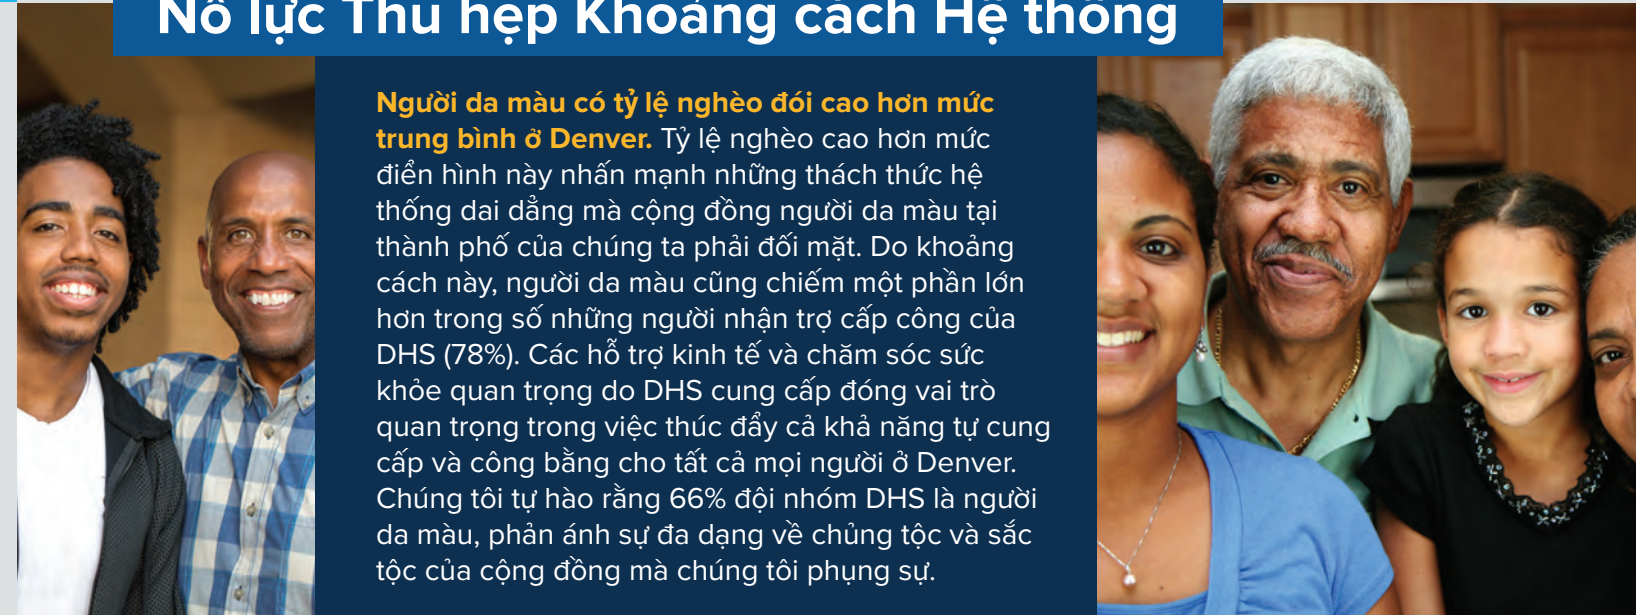 Nỗ lực Thu hẹp Khoảng cách Hệ thống
Người da màu có tỷ lệ nghèo đói cao hơn mức
trung bình ở Denver. Tỷ lệ nghèo cao hơn mức
điển hình này nhấn mạnh những thách thức hệ
thống dai dẳng mà cộng đồng người da màu tại
thành phố của chúng ta phải đối mặt. Do khoảng
cách này, người da màu cũng chiếm một phần lớn
hơn trong số những người nhận trợ cấp công của
DHS (78%). Các hỗ trợ kinh tế và chăm sóc sức
khỏe quan trọng do DHS cung cấp đóng vai trò
quan trọng trong việc thúc đẩy cả khả năng tự cung
cấp và công bằng cho tất cả mọi người ở Denver.
Chúng tôi tự hào rằng 66% đội nhóm DHS là người
da màu, phản ánh sự đa dạng về chủng tộc và sắc
tộc của cộng đồng mà chúng tôi phụng sự.